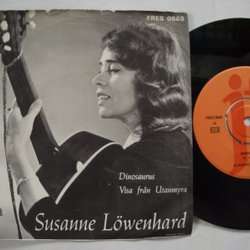 FRES 0868
Dinosaurus
Visa från Utanmyra
Susanne Löwenhard